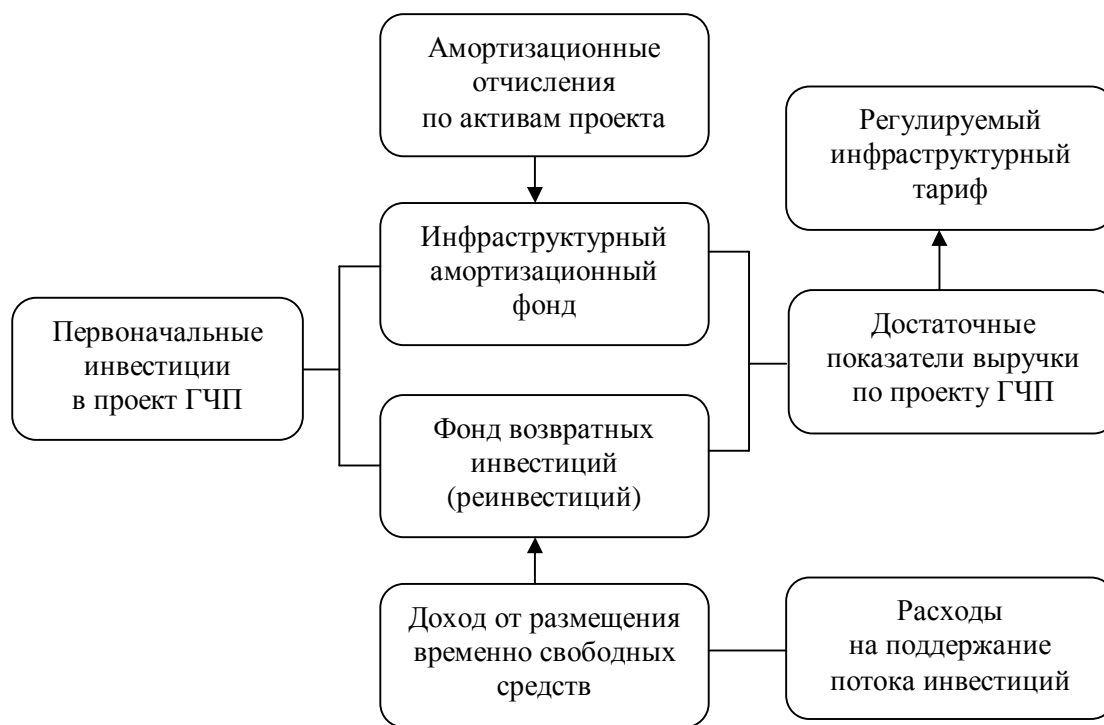 Амортизационные
отчисления
по активам проекта
Регулируемый
инфраструктурный
тариф
Инфраструктурный
амортизационный
фонд
Первоначальные
инвестиции
в проект ГЧП
Достаточные
показатели выручки
по проекту ГЧП
Фонд возвратных
инвестиций
(реинвестиций)
Доход от размещения
временно свободных
средств
Расходы
на поддержание
потока инвестиций